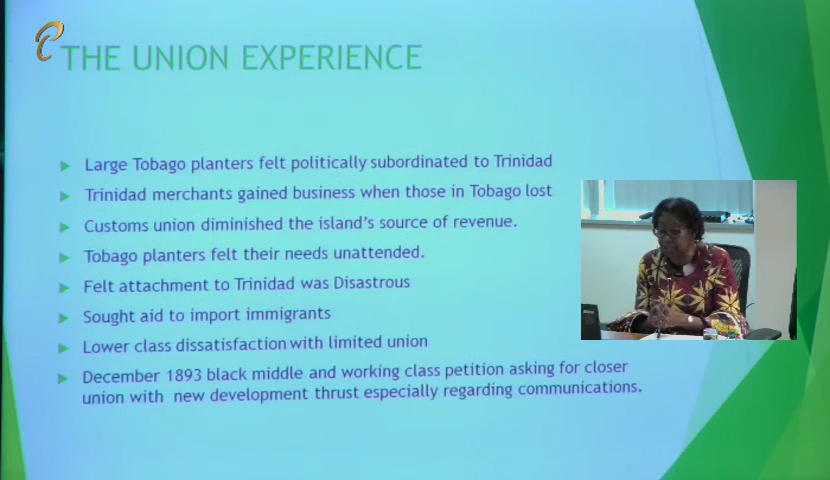 THE UNION EXPERIENCE
Large Tobago planters felt politically subordinated to Trinidad
Trinidad merchants gained business when those in Tobago lost
Customs union diminished the island's source of revenue.
Tobago planters felt their needs unattended.
Felt attachment to Trinidad was Disastrous
Sought aid to import immigrants
Lower class dissatisfaction with limited union
December 1893 black middle and working class petition asking for closer
union with new development thrust especially regarding communications.